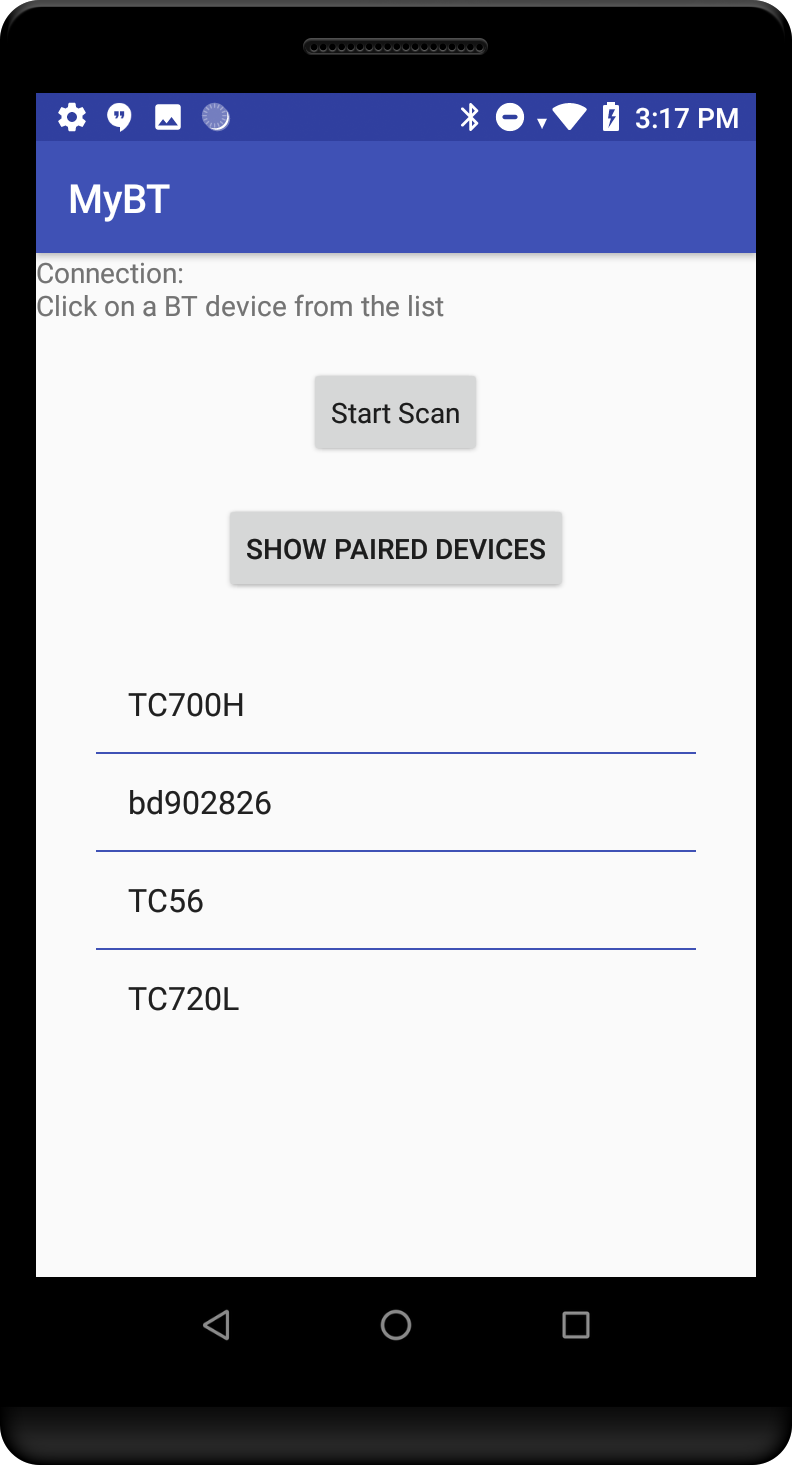 3:17 PM
MyBT
Connection:
Click on a BT device from the list
Start Scan
SHOW PAIRED DEVICES
TC700H
bd902826
TC56
TC720L